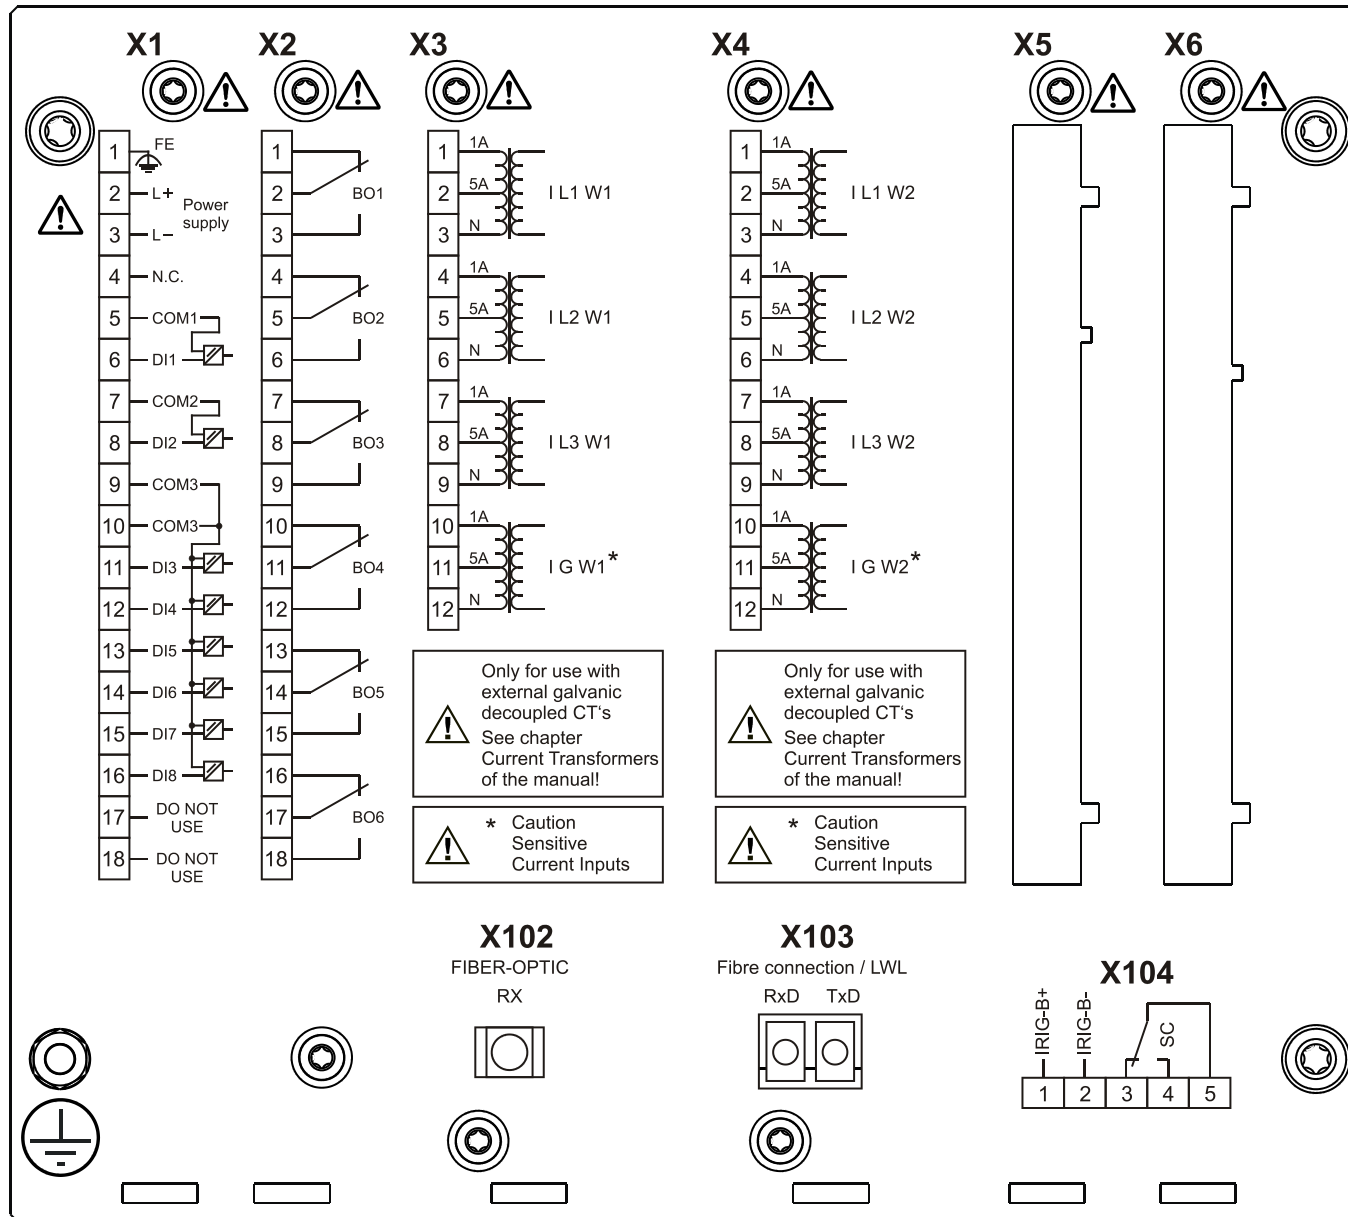 X1
X2
X3
X4
X5
X6
1
FE
2
L+
Power
supply
3
L–
4
N.C.
5
COM1
6
DI1
7
COM2
8
DI2
9
COM3
10
COM3
11
DI3
12
DI4
13
DI5
14
DI6
15
DI7
16
DI8
17
DO NOT
USE
18
DO NOT
USE
1
2
BO1
3
4
5
BO2
6
7
8
BO3
9
10
11
BO4
12
13
14
BO5
15
16
17
BO6
18
1
1A
2
5A
I L1 W1
3
N
4
1A
5
5A
I L2 W1
6
N
7
1A
8
5A
I L3 W1
9
N
10
1A
11
5A
I G W1*
12
N
Only for use with
external galvanic
decoupled CT‘s
See chapter
Current Transformers
of the manual!
* Caution
Sensitive
Current Inputs
1
1A
2
5A
I L1 W2
3
N
4
1A
5
5A
I L2 W2
6
N
7
1A
8
5A
I L3 W2
9
N
10
1A
11
5A
I G W2*
12
N
Only for use with
external galvanic
decoupled CT‘s
See chapter
Current Transformers
of the manual!
* Caution
Sensitive
Current Inputs
X102
FIBER-OPTIC
RX
X103
Fibre connection / LWL
RxD TxD
X104
IRIG-B+
IRIG-B-
SC
1 2 3 4 5